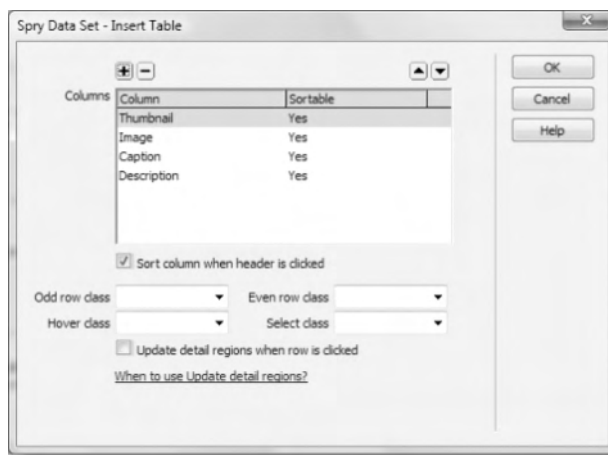 Spry Data Set - Insert Table
Columns
Column Sortable
Thumbnail Yes
Image Yes
Caption Yes
Description Yes
Sort column when header is clicked
Odd row class Even row class
Hover class Select class
Update detail regions when row is clicked
When to use Update detail regions?
OK
Cancel
Help